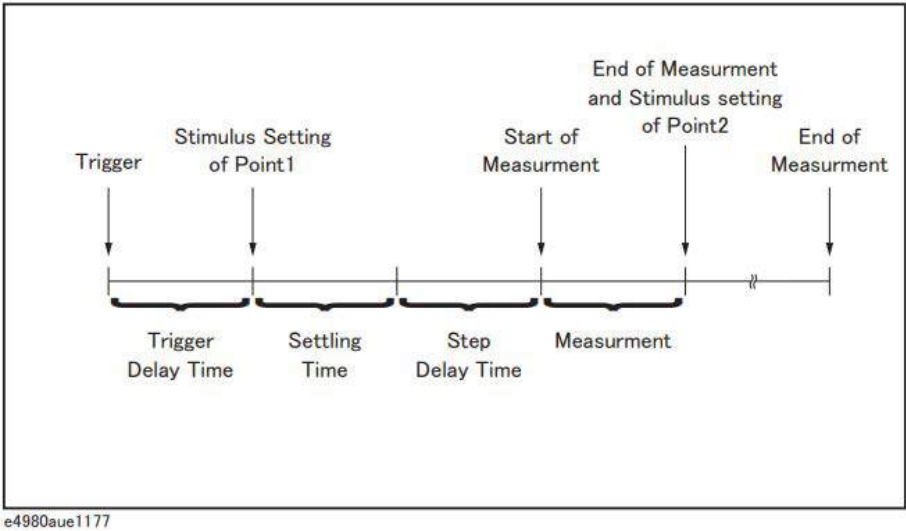 Trigger
Stimulus Setting
of Point1
Start of
Measurment
End of Measurment
and Stimulus setting
of Point2
End of
Measurment
Trigger
Delay Time
Settling
Time
Step
Delay Time
Measurment
e4980aue1177